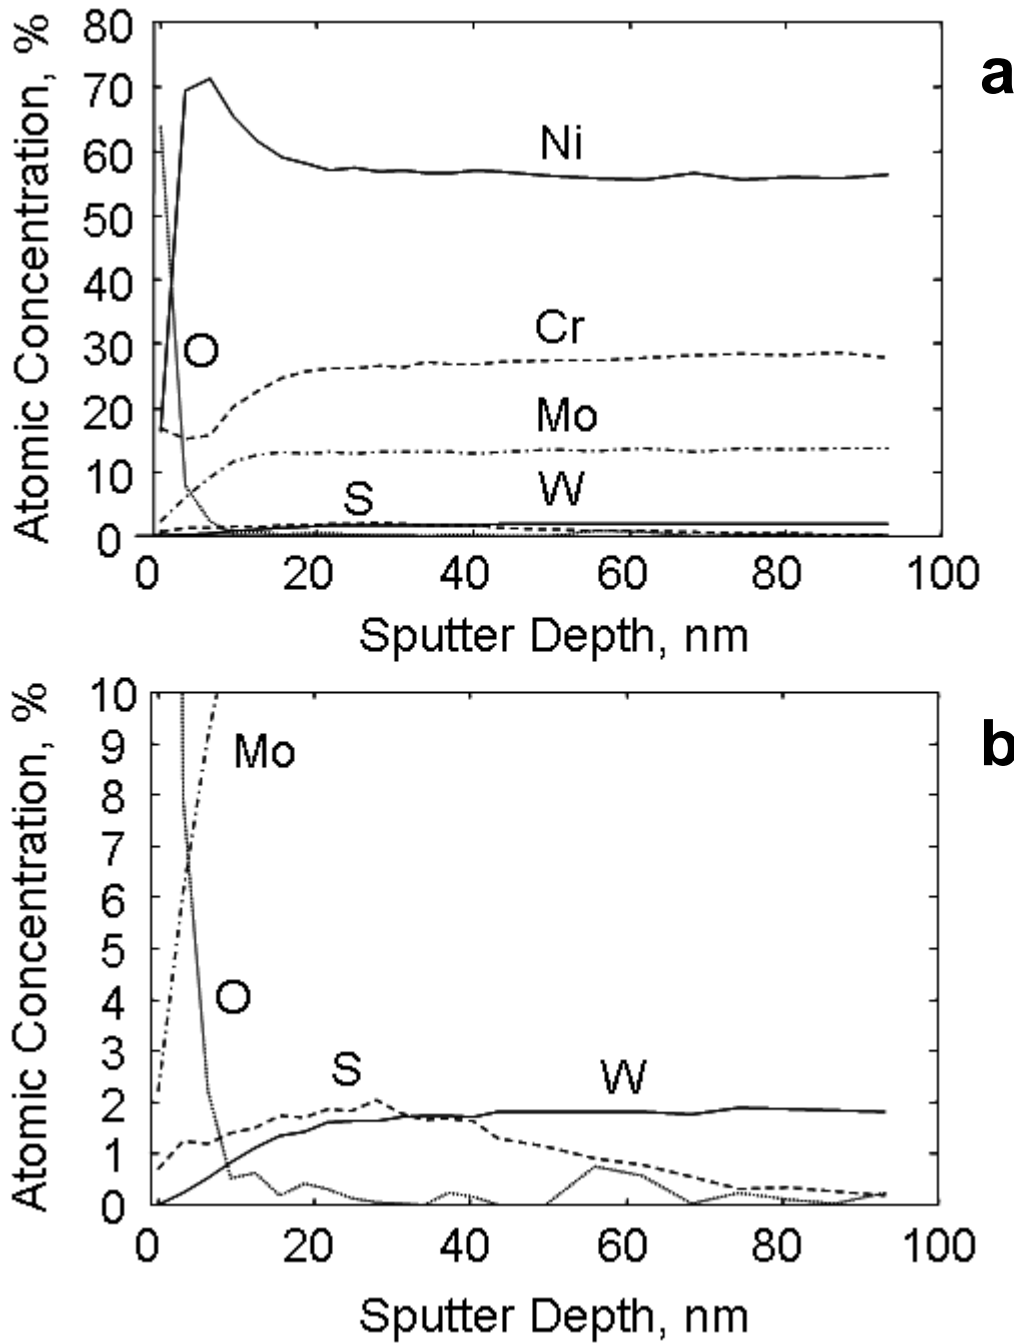 a
Atomic Concentration, %
80
70
60
50
40
30
20
10
0
Ni
O
Cr
Mo
S
W
0 20 40 60 80 100
Sputter Depth, nm
b
Atomic Concentration, %
10
9
8
7
6
5
4
3
2
1
0
Mo
O
S
W
0 20 40 60 80 100
Sputter Depth, nm